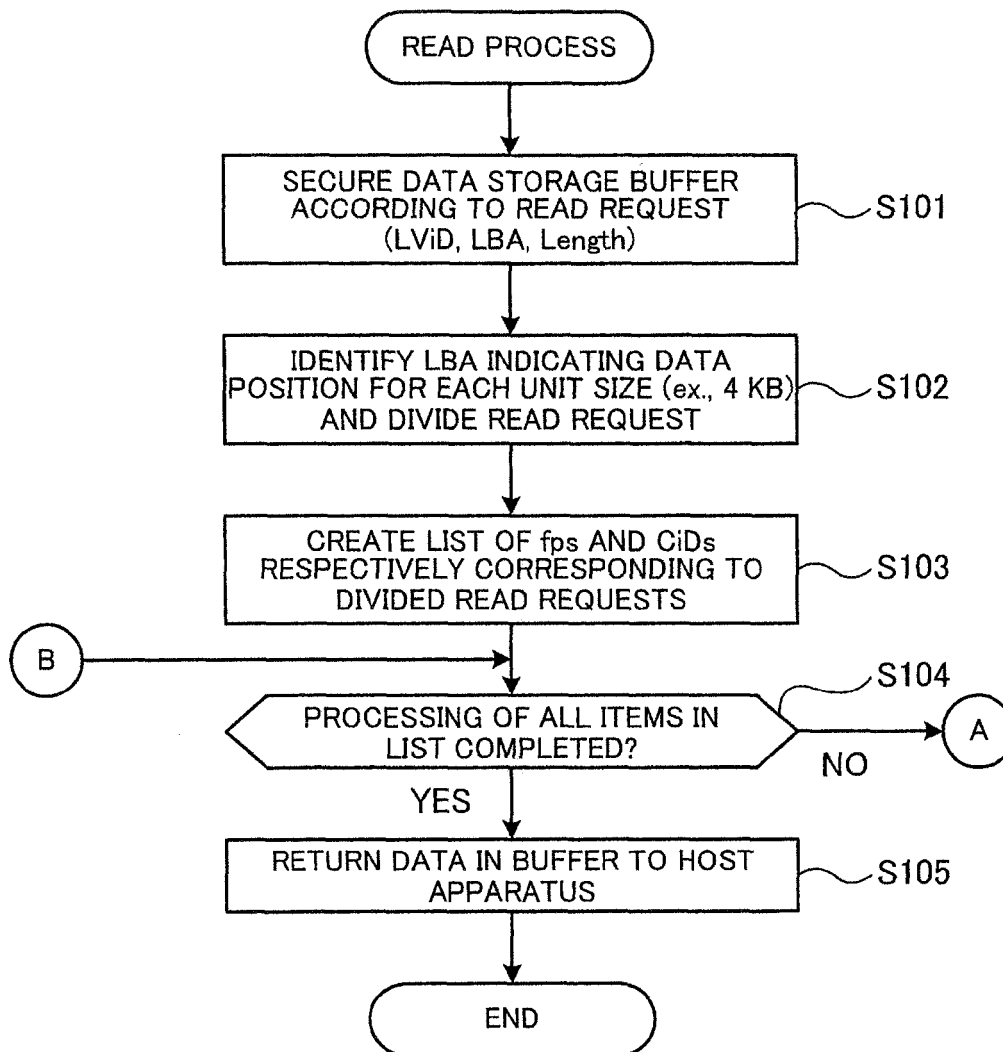 READ PROCESS
SECURE DATA STORAGE BUFFER
ACCORDING TO READ REQUEST
(LViD, LBA, Length)
S101
IDENTIFY LBA INDICATING DATA
POSITION FOR EACH UNIT SIZE (ex., 4 KB)
AND DIVIDE READ REQUEST
S102
CREATE LIST OF fps AND CiDs
RESPECTIVELY CORRESPONDING TO
DIVIDED READ REQUESTS
S103
B
S104
PROCESSING OF ALL ITEMS IN
LIST COMPLETED?
A
NO
YES
RETURN DATA IN BUFFER TO HOST
APPARATUS
S105
END